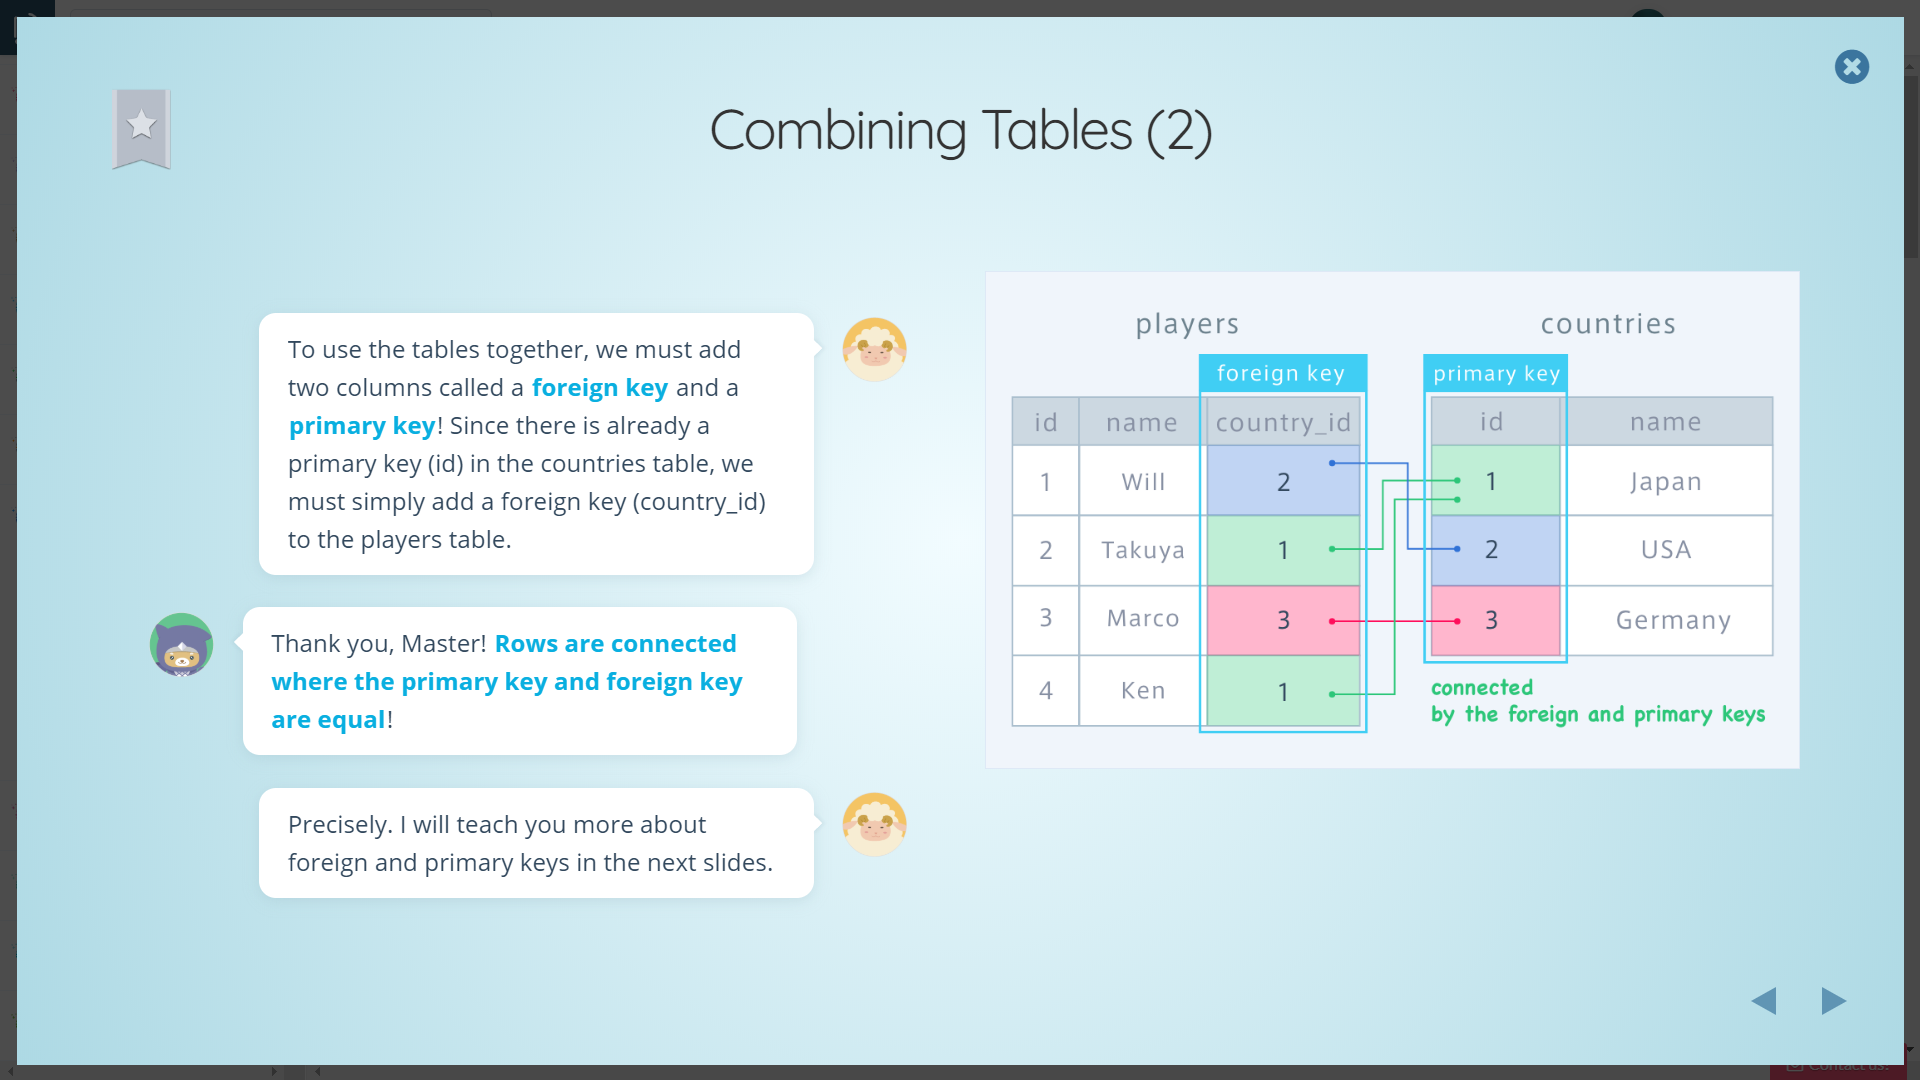 Combining Tables (2)
To use the tables together, we must add
two columns called a foreign key and a
primary key! Since there is already a
primary key (id) in the countries table, we
must simply add a foreign key (country_id)
to the players table.
Thank you, Master! Rows are connected
where the primary key and foreign key
are equal!
Precisely. I will teach you more about
foreign and primary keys in the next slides.
players
foreign key
id name country_id
1 Will 2
2 Takuya 1
3 Marco 3
4 Ken 1
countries
primary key
id name
1 Japan
2 USA
3 Germany
connected
by the foreign and primary keys
Contact us!